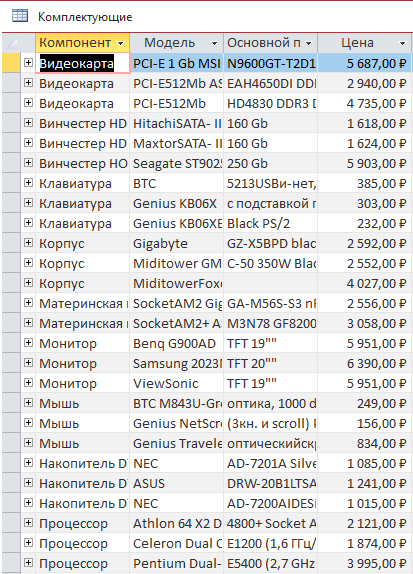 Комплектующие
Компонент Модель Основной п Цена
Видеокарта PCI-E 1 Gb MSI N9600GT-T2D1 5 687,00 ₽
Видеокарта PCI-E512Mb AS EAH4650DI DD 2 940,00 ₽
Видеокарта PCI-E512Mb HD4830 DDR3 D 4 735,00 ₽
Винчестер HD HitachiSATA- II 160 Gb 1 618,00 ₽
Винчестер HD MaxtorSATA- II 160 Gb 1 624,00 ₽
Винчестер HO Seagate ST902 250 Gb 5 903,00 ₽
Клавиатура BTC 5213USBи-нет, 385,00 ₽
Клавиатура Genius KB06X с подставкой п 303,00 ₽
Клавиатура Genius KB06XE Black PS/2 232,00 ₽
Корпус Gigabyte GZ-X5BPD blac 2 592,00 ₽
Корпус Miditower GM C-50 350W Blac 2 552,00 ₽
Корпус MiditowerFox 4 027,00 ₽
Материнская SocketAM2 Gig GA-M56S-S3 nF 2 556,00 ₽
Материнская SocketAM2+ A M3N78 GF8200 3 058,00 ₽
Монитор Benq G900AD TFT 19"" 5 951,00 ₽
Монитор Samsung 2023 TFT 20"" 6 390,00 ₽
Монитор ViewSonic TFT 19"" 5 951,00 ₽
Мышь BTC M843U-Gr оптика, 1000 d 249,00 ₽
Мышь Genius NetScr (3кн. и scroll) P 156,00 ₽
Мышь Genius Travele оптическийск 834,00 ₽
Накопитель D NEC AD-7201A Silve 1 085,00 ₽
Накопитель D ASUS DRW-20B1LTSA 1 241,00 ₽
Накопитель D NEC AD-7200AIDESi 1 015,00 ₽
Процессор Athlon 64 X2 D 4800+ Socket A 2 121,00 ₽
Процессор Celeron Dual C E1200 (1,6 ГГц 1 874,00 ₽
Процессор Pentium Dual- E5400 (2,7 GHz 3 995,00 ₽